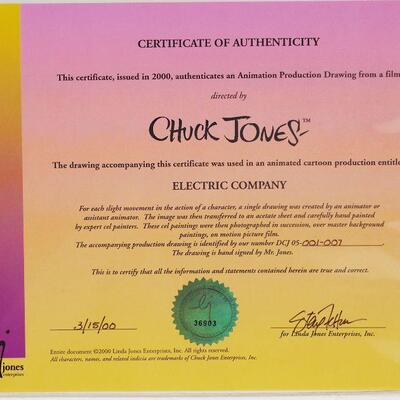 CERTIFICATE OF AUTHENTICITY
This certificate, issued in 2000, authenticates an Animation Production Drawing from a film
directed by
CHUCK JONES™
The drawing accompanying this certificate was used in an animated cartoon production entitle
ELECTRIC COMPANY
For each slight movement in the action of a character, a single drawing was created by an animator or
assistant animator. The image was then transferred to an acetate sheet and carefully hand painted
by expert cel painters. These cel paintings were then photographed in succession, over master background
paintings, on motion picture film.
The accompanying production drawing is identified by our number DCJ 05-001-007
The drawing is hand signed by Mr. Jones.
This is to certify that all the information and statements contained herein are true and correct.
36903
3/15/00
for Linda Jones Enterprises, Inc.
jones
enterprises
Entire document ©2000 Linda Jones Enterprises, Inc. All rights reserved.
All characters, names, and related indicia are trademarks of Chuck Jones Enterprises, Inc.